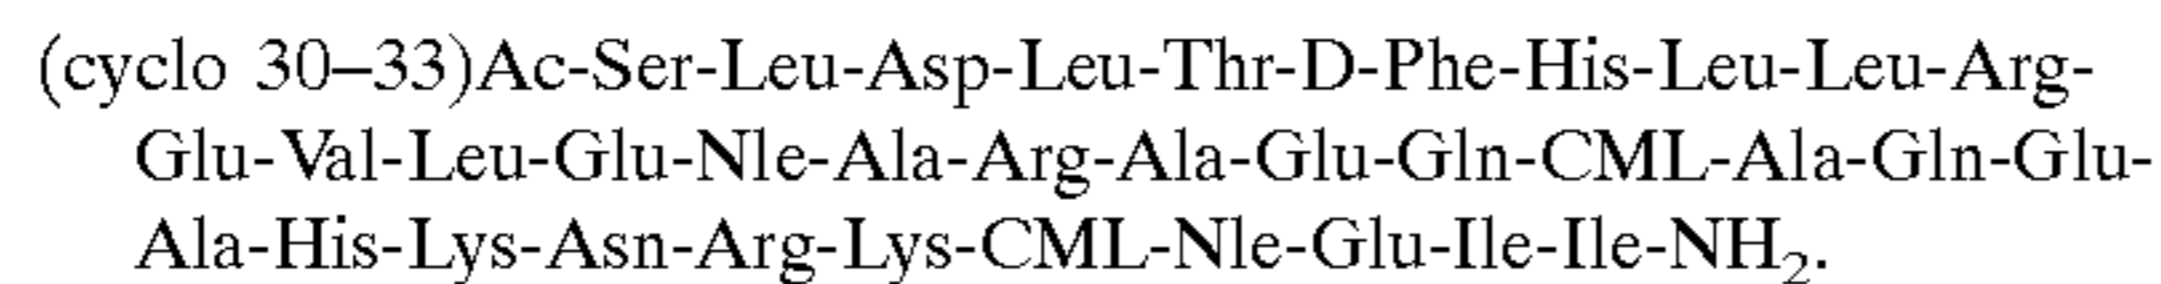 (cyclo 30–33)Ac-Ser-Leu-Asp-Leu-Thr-D-Phe-His-Leu-Leu-Arg-
Glu-Val-Leu-Glu-Nle-Ala-Arg-Ala-Glu-Gln-CML-Ala-Gln-Glu-
Ala-His-Lys-Asn-Arg-Lys-CML-Nle-Glu-Ile-Ile-NH₂.